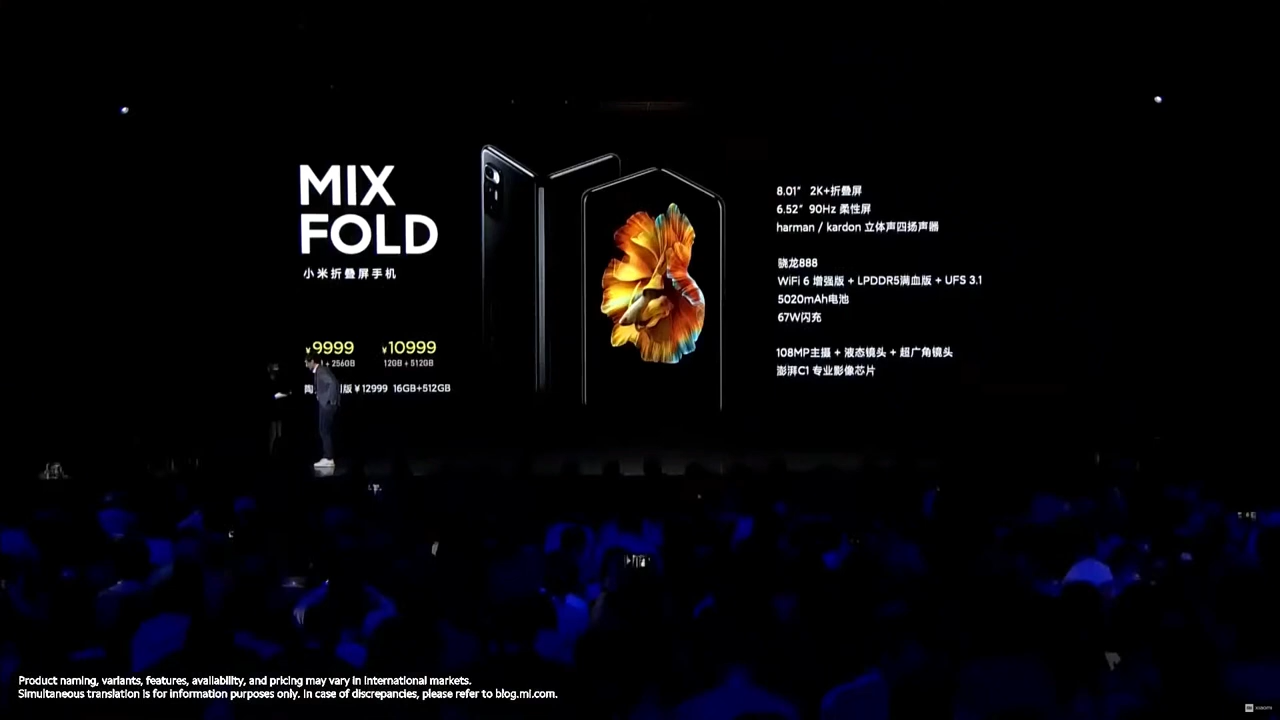 MIX
FOLD
小米折叠屏手机
¥9999
¥10999
+ 256GB
12GB + 512GB
版 ¥12999 16GB+512GB
8.01" 2K+折叠屏
6.52" 90Hz 柔性屏
harman / kardon 立体声四扬声器
骁龙888
WiFi 6 增强版 + LPDDR5满血版 + UFS 3.1
5020mAh电池
67W闪充
108MP主摄 + 液态镜头 + 超广角镜头
澎湃C1 专业影像芯片
Product naming, variants, features, availability, and pricing may vary in international markets.
Simultaneous translation is for information purposes only. In case of discrepancies, please refer to blog.mi.com.
XIAOMI